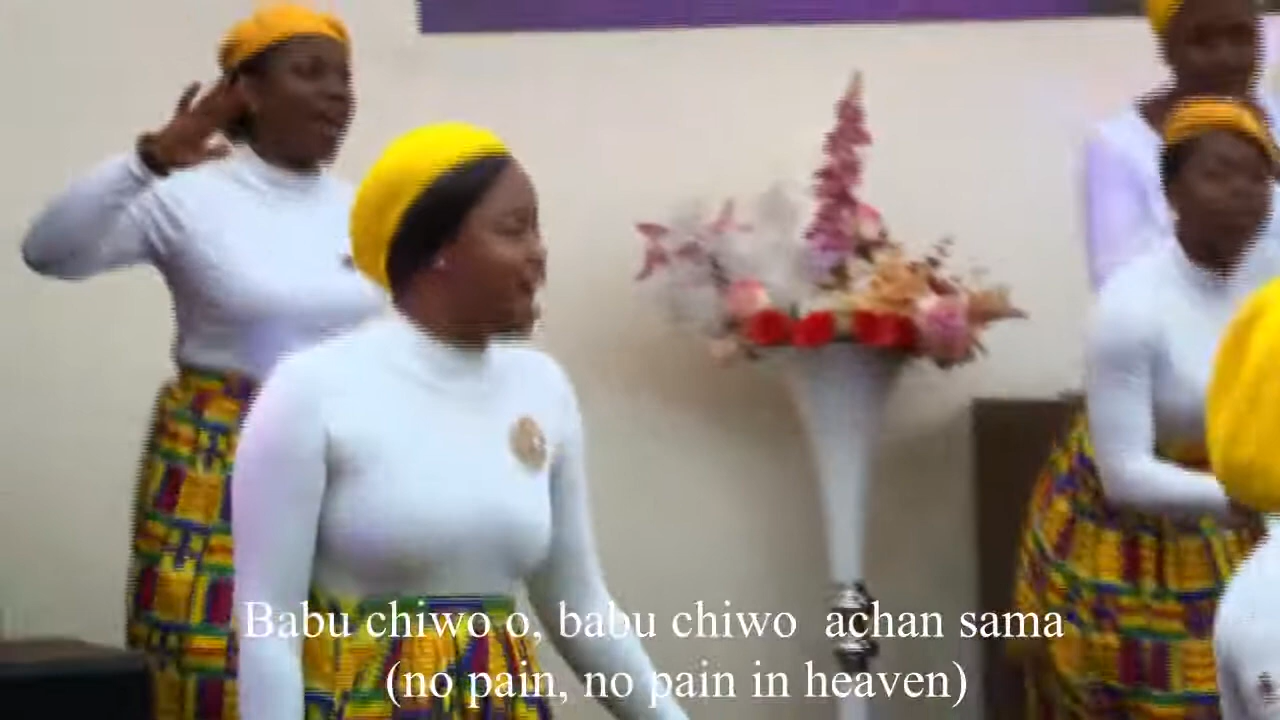 Babu chiwo o, babu chiwo achan sama
(no pain, no pain in heaven)